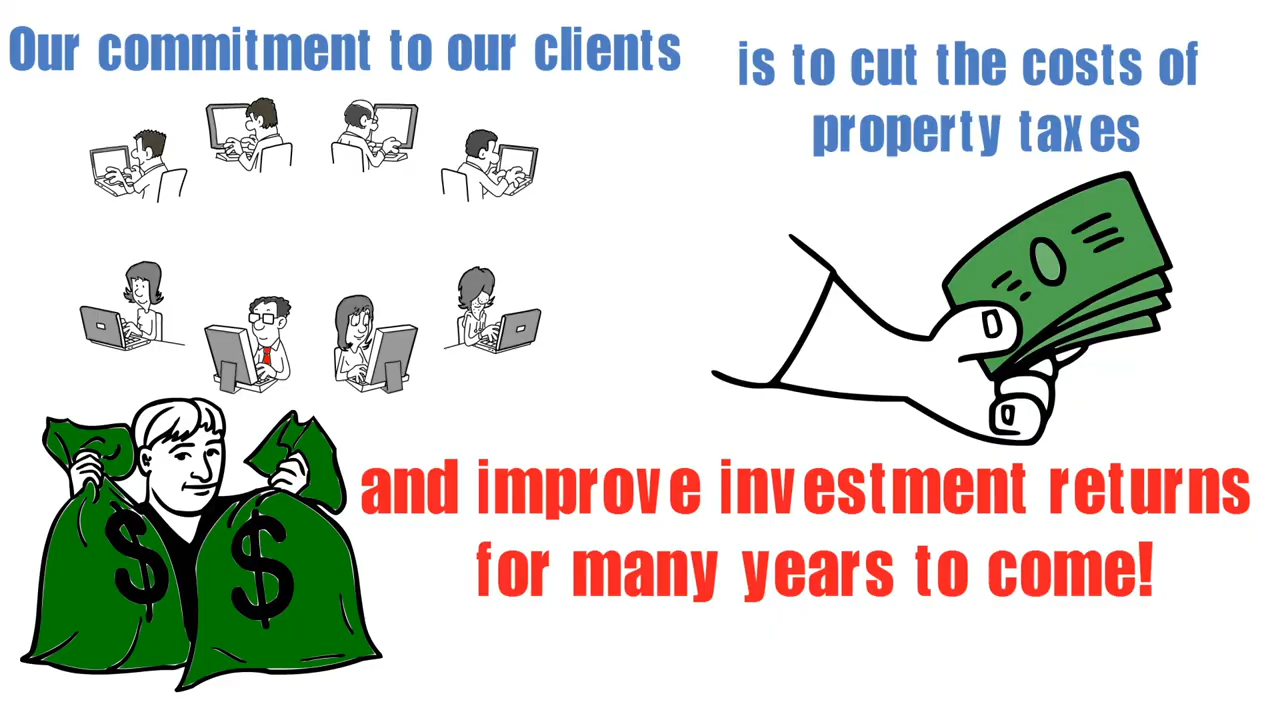 Our commitment to our clients
is to cut the costs of
property taxes
$ $
and improve investment returns
for many years to come!